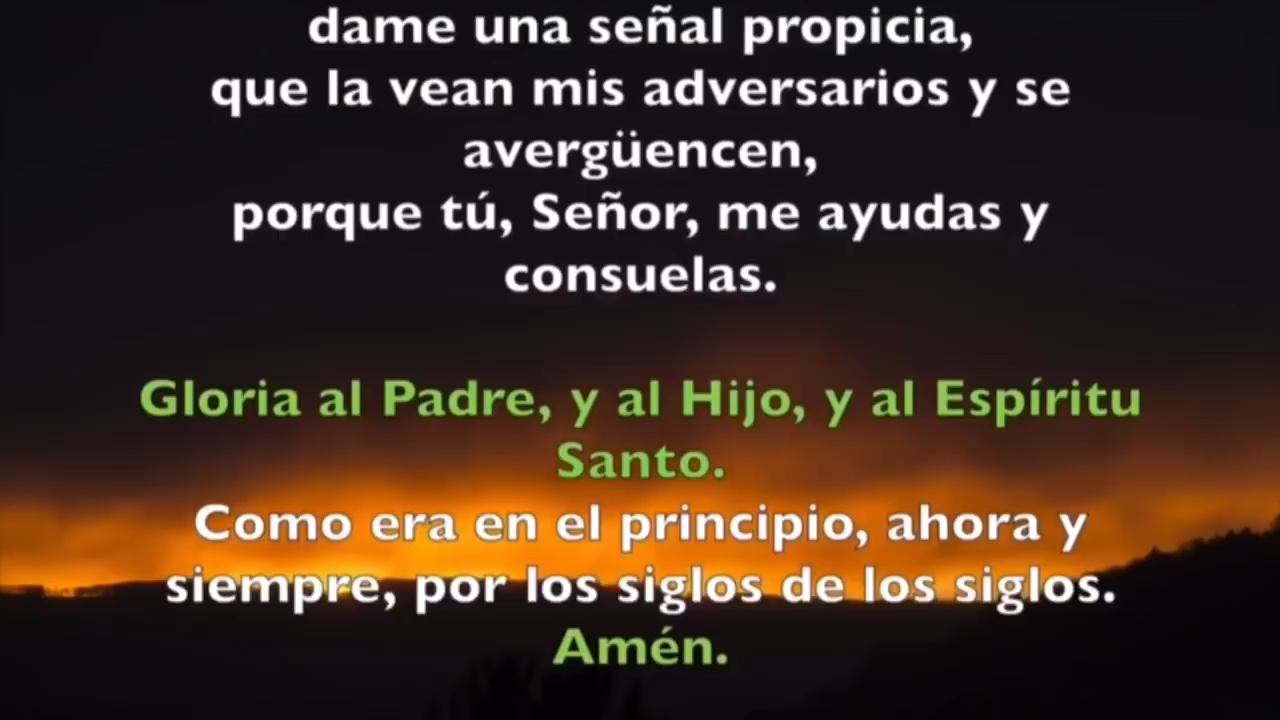 dame una señal propicia,
que la vean mis adversarios y se
avergüencen,
porque tú, Señor, me ayudas y
consuelas.
Gloria al Padre, y al Hijo, y al Espíritu
Santo.
Como era en el principio, ahora y
siempre, por los siglos de los siglos.
Amén.